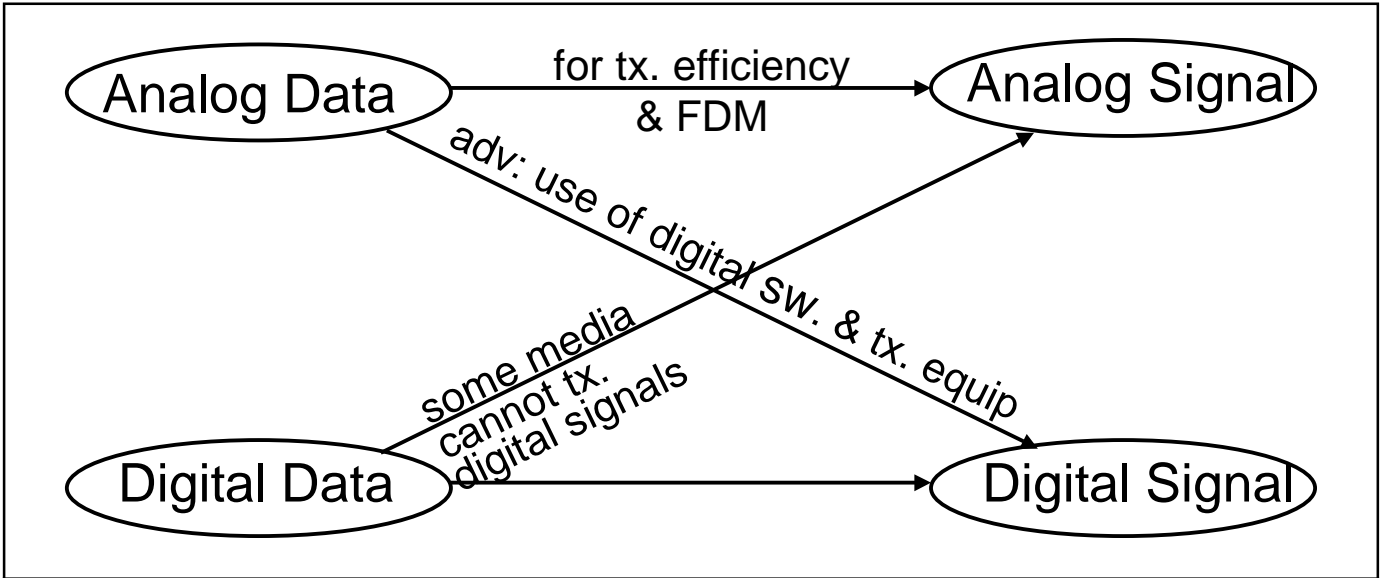 Analog Data
for tx. efficiency
& FDM
Analog Signal
adv: use of digital sw. & tx. equip
some media
cannot tx.
digital signals
Digital Data
Digital Signal